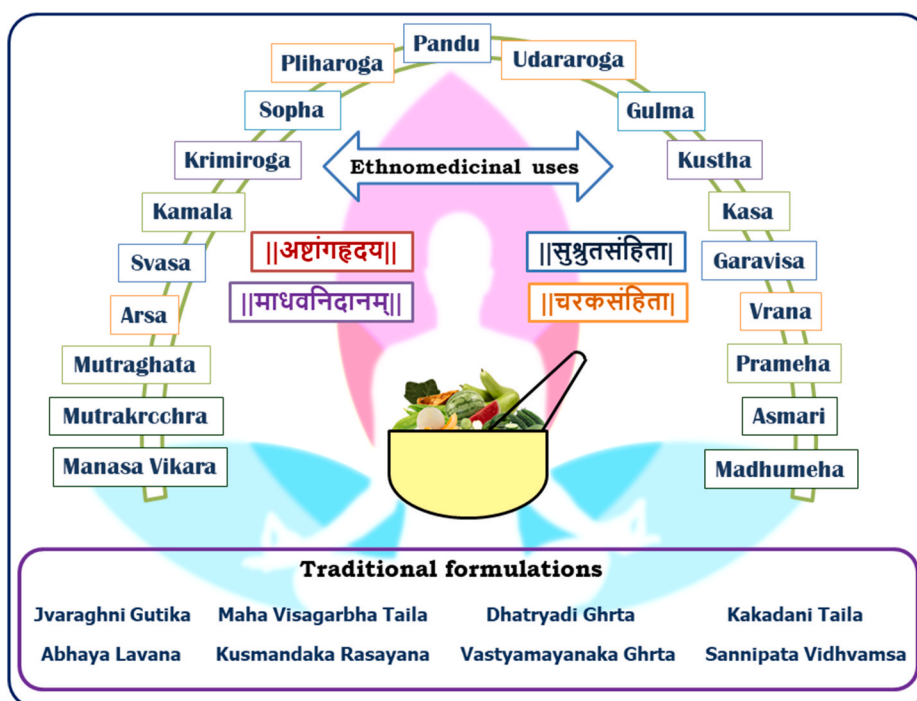 Pandu
Pliharoga
Udararoga
Sopha
Gulma
Krimiroga
Ethnomedicinal uses
Kustha
Kamala
Kasa
Svasa
||अष्टांगहृदय||
||सुश्रुतसंहिता|
Garavisa
Arsa
||माधवनिदानम्||
||चरकसंहिता|
Vrana
Mutraghata
Prameha
Mutrakrcchra
Asmari
Manasa Vikara
Madhumeha
Traditional formulations
Jvaraghni Gutika Maha Visagarbha Taila Dhatryadi Ghrta Kakadani Taila
Abhaya Lavana Kusmandaka Rasayana Vastyamayanaka Ghrta Sannipata Vidhvamsa